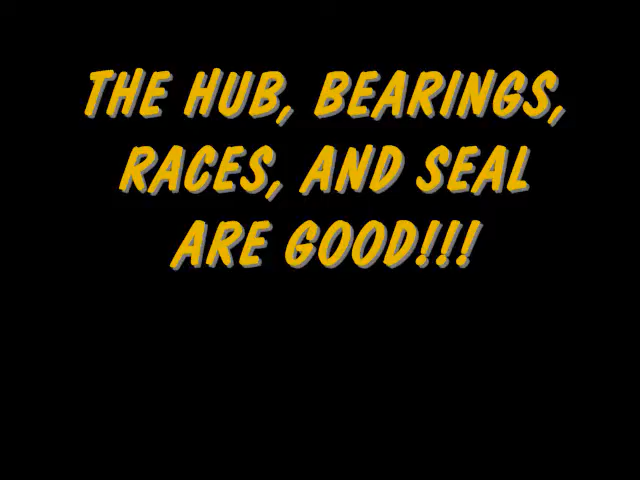 THE HUB, BEARINGS,
RACES, AND SEAL
ARE GOOD!!!